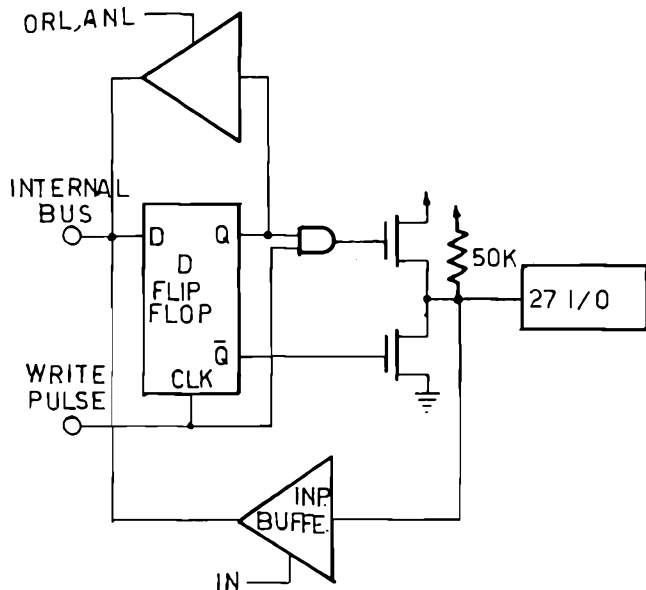 ORL,ANL
INTERNAL
BUS
D
Q
D
FLIP
FLOP
50K
27 I/O
Q̅
WRITE
PULSE
CLK
INP.
BUFFE.
IN